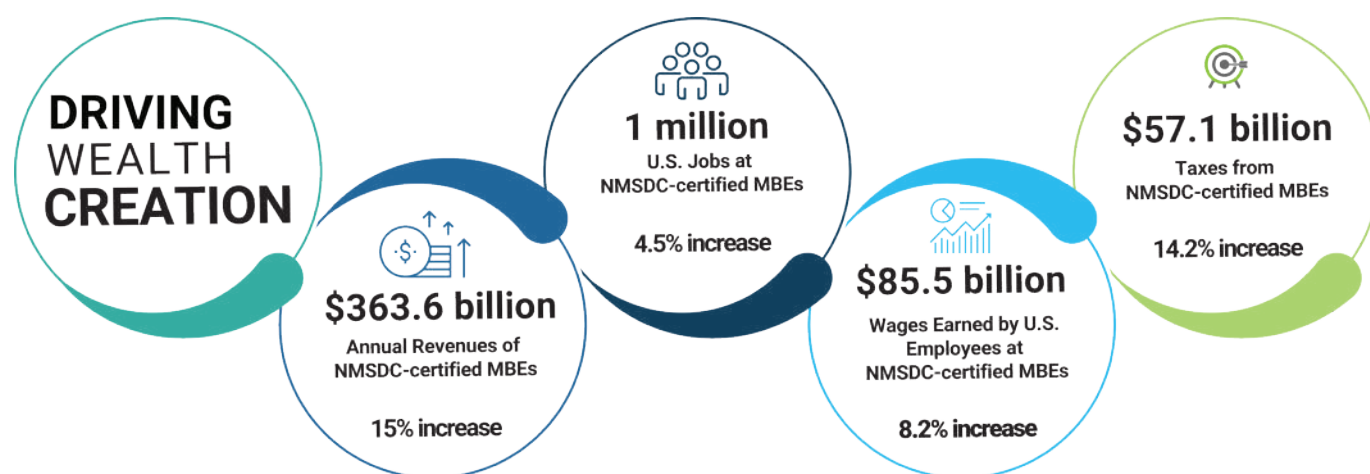 DRIVING
WEALTH
CREATION
$363.6 billion
Annual Revenues of
NMSDC-certified MBEs
15% increase
1 million
U.S. Jobs at
NMSDC-certified MBEs
4.5% increase
$85.5 billion
Wages Earned by U.S.
Employees at
NMSDC-certified MBEs
8.2% increase
$57.1 billion
Taxes from
NMSDC-certified MBEs
14.2% increase